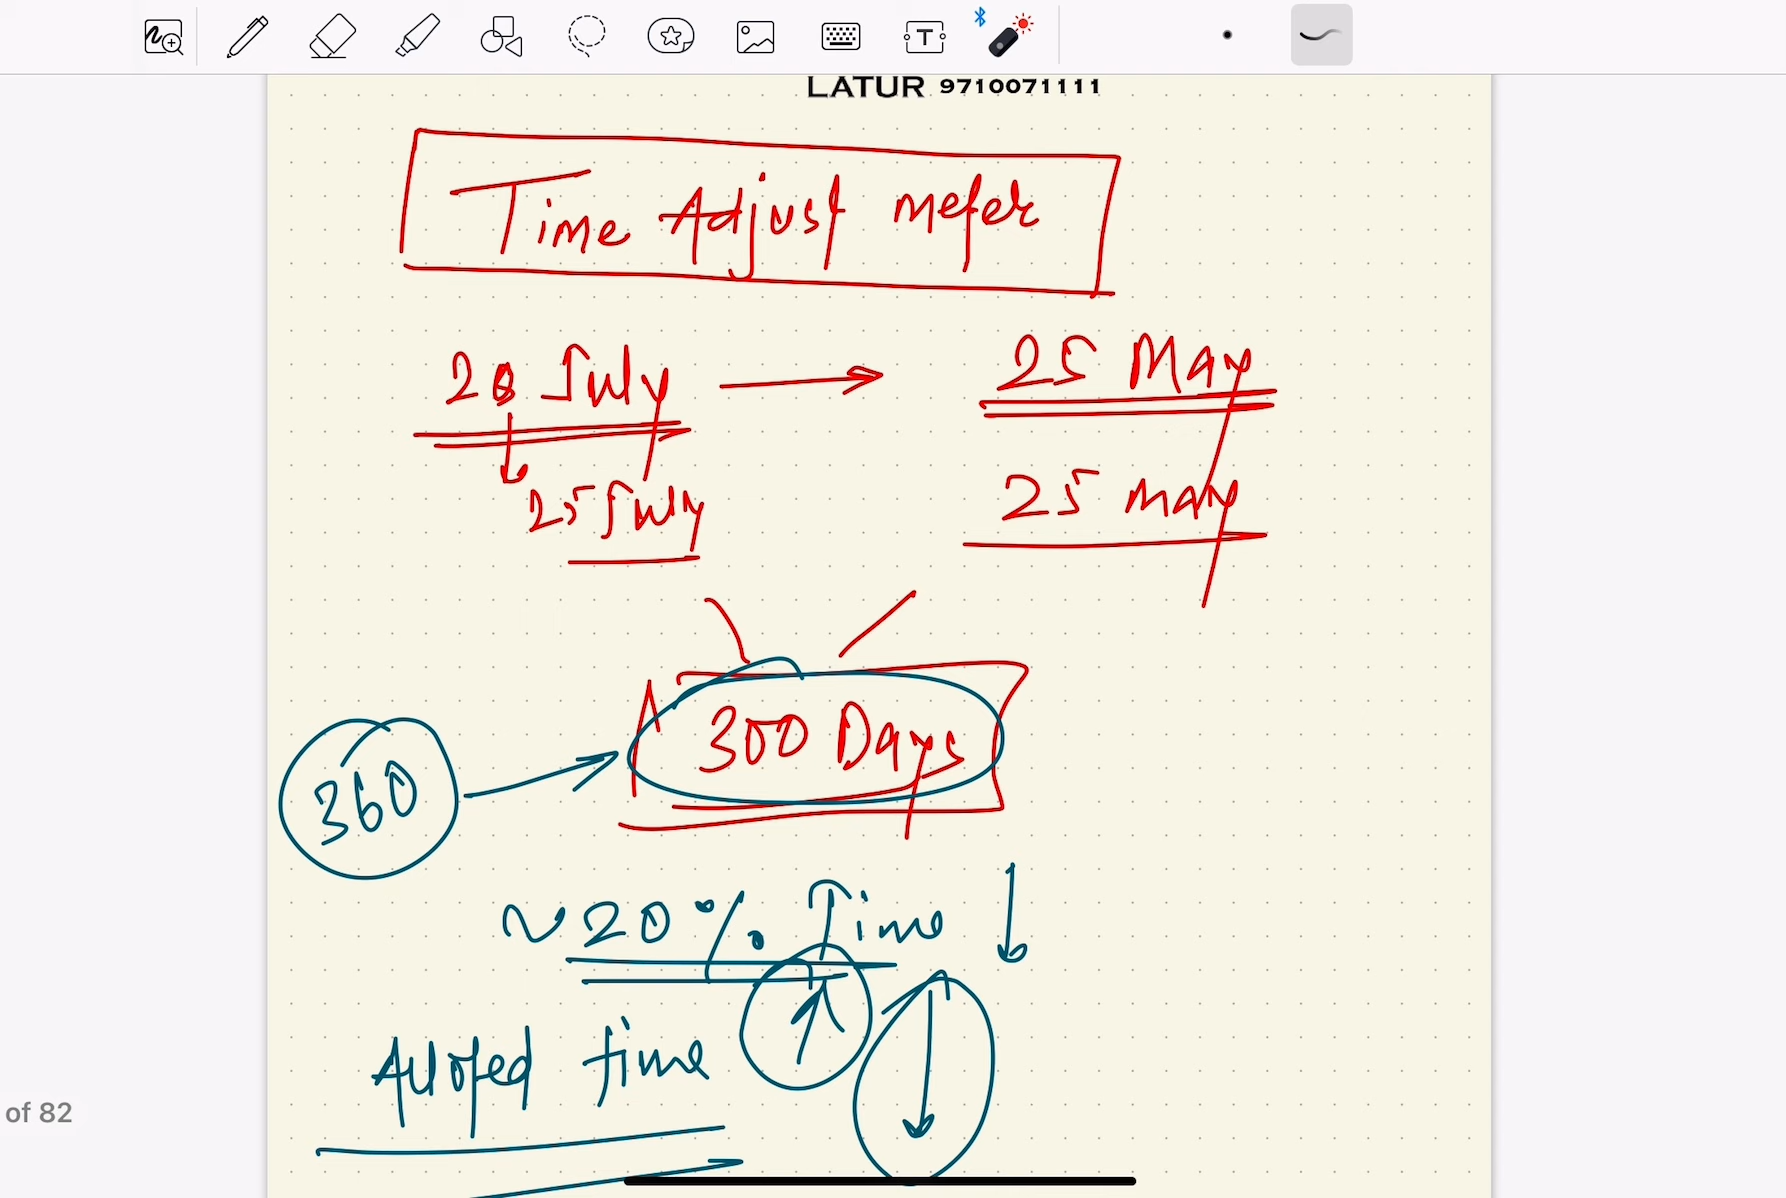 LATUR 9710071111
Time Adjust meter
28 July → 25 May
25 July 25 may
300 Days
360
~ 20% Time ↓
Alloted time ↑ ↓
of 82